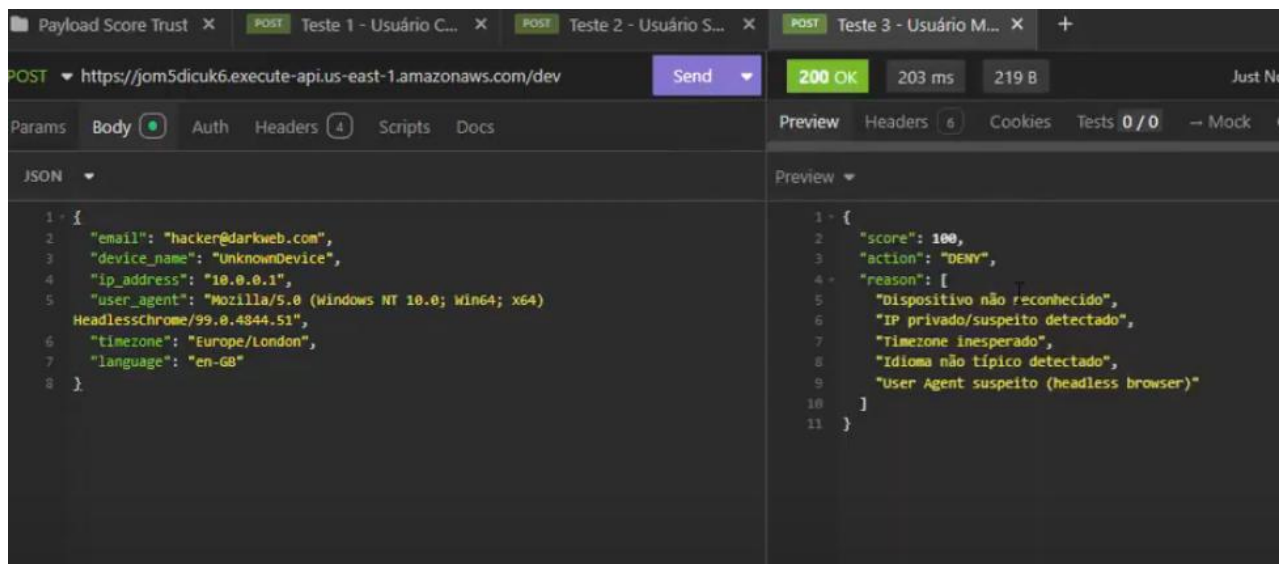 Payload Score Trust ×
POST Teste 1 - Usuário C... ×
POST Teste 2 - Usuário S... ×
POST Teste 3 - Usuário M... × +
POST https://jom5dicuk6.execute-api.us-east-1.amazonaws.com/dev Send
200 OK 203 ms 219 B Just
Params Body Auth Headers 4 Scripts Docs
Preview Headers 6 Cookies Tests 0 / 0 → Mock
JSON
Preview
1 {
2 "email": "hacker@darkweb.com",
3 "device_name": "UnknownDevice",
4 "ip_address": "10.0.0.1",
5 "user_agent": "Mozilla/5.0 (Windows NT 10.0; Win64; x64)
HeadlessChrome/99.0.4844.51",
6 "timezone": "Europe/London",
7 "language": "en-GB"
8 }
1 {
2 "score": 100,
3 "action": "DENY",
4 "reason": [
5 "Dispositivo não reconhecido",
6 "IP privado/suspeito detectado",
7 "Timezone inesperado",
8 "Idioma não típico detectado",
9 "User Agent suspeito (headless browser)"
10 ]
11 }